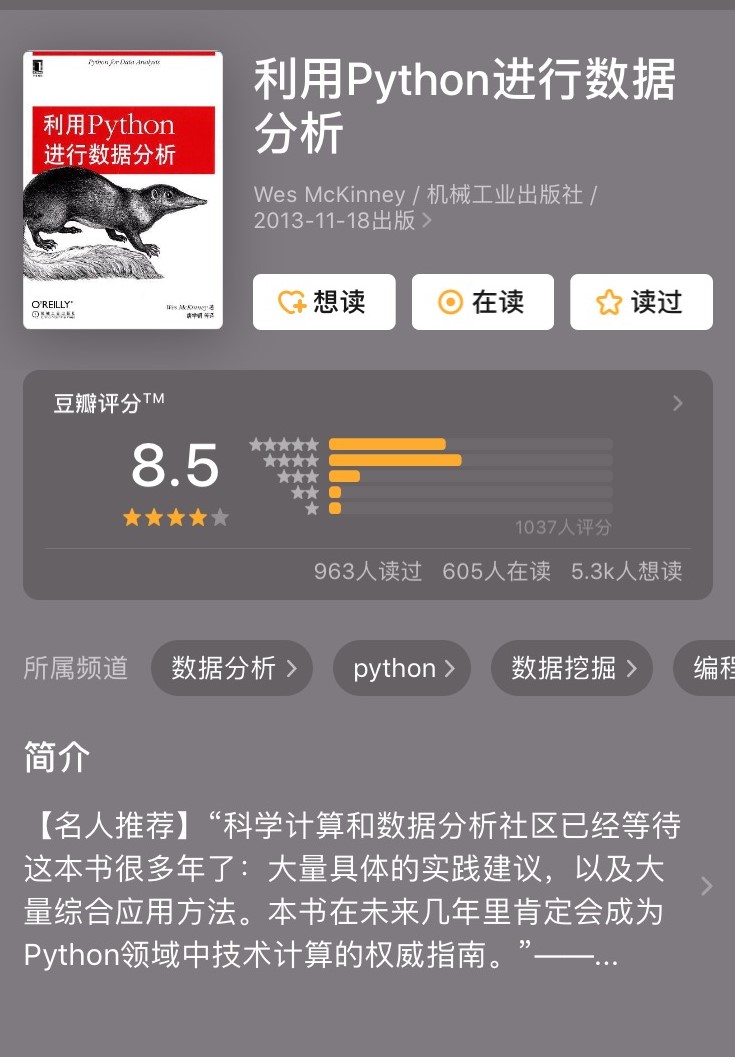 Python for Data Analysis
利用Python
进行数据分析
O'REILLY
Wes McKinney 著
唐学韬 等译
利用Python进行数据
分析
Wes McKinney / 机械工业出版社 /
2013-11-18出版
想读
在读
读过
豆瓣评分TM
8.5
1037人评分
963人读过 605人在读 5.3k人想读
所属频道 数据分析 python 数据挖掘 编程
简介
【名人推荐】“科学计算和数据分析社区已经等待
这本书很多年了：大量具体的实践建议，以及大
量综合应用方法。本书在未来几年里肯定会成为
Python领域中技术计算的权威指南。”——...